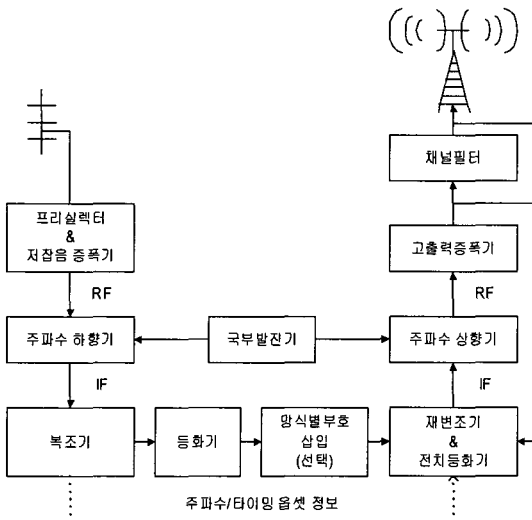 프리실렉터
&
저잡음 증폭기
RF
주파수 하향기
IF
복조기
등화기
망식별부호
삽입
(선택)
국부발진기
채널필터
고출력증폭기
RF
주파수 상향기
IF
재변조기
&
전치등화기
주파수/타이밍 옵셋 정보